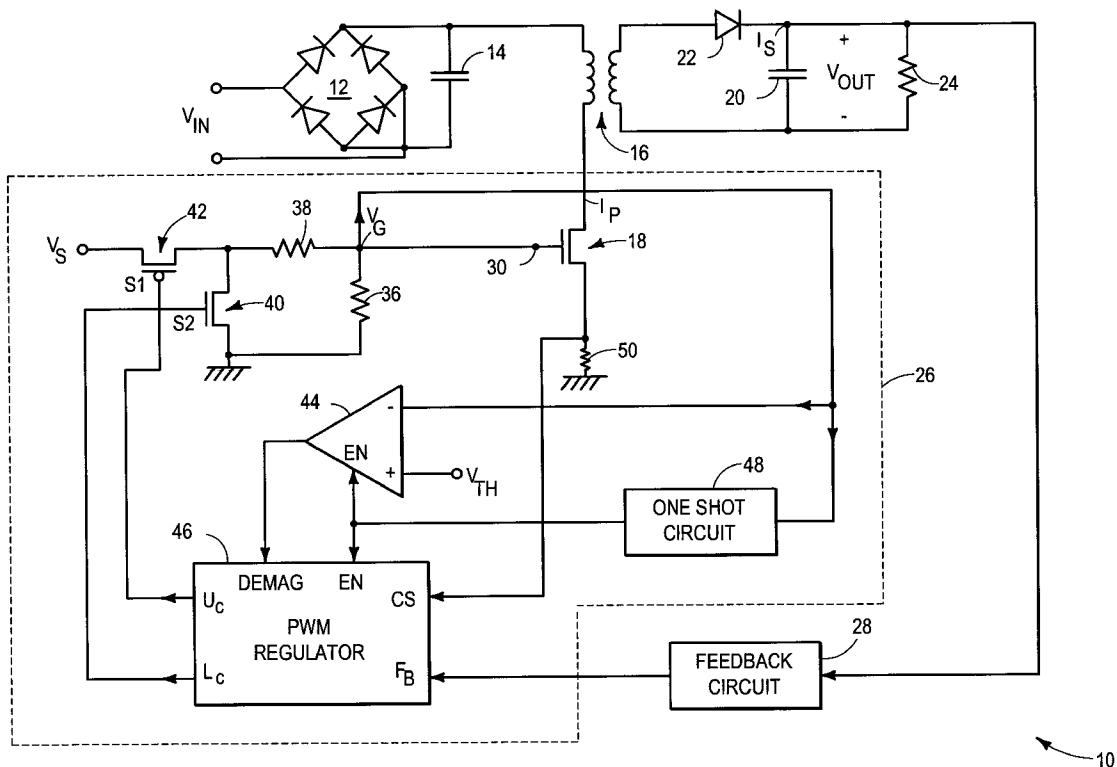 12
14
V_IN
22
I_S
20
+
V_OUT
-
24
16
42
38
V_G
I_P
V_S
S1
S2
40
36
30
18
50
26
44
-
EN
+
V_TH
48
ONE SHOT
CIRCUIT
46
DEMAG EN
U_C
CS
PWM
REGULATOR
L_C
F_B
28
FEEDBACK
CIRCUIT
10